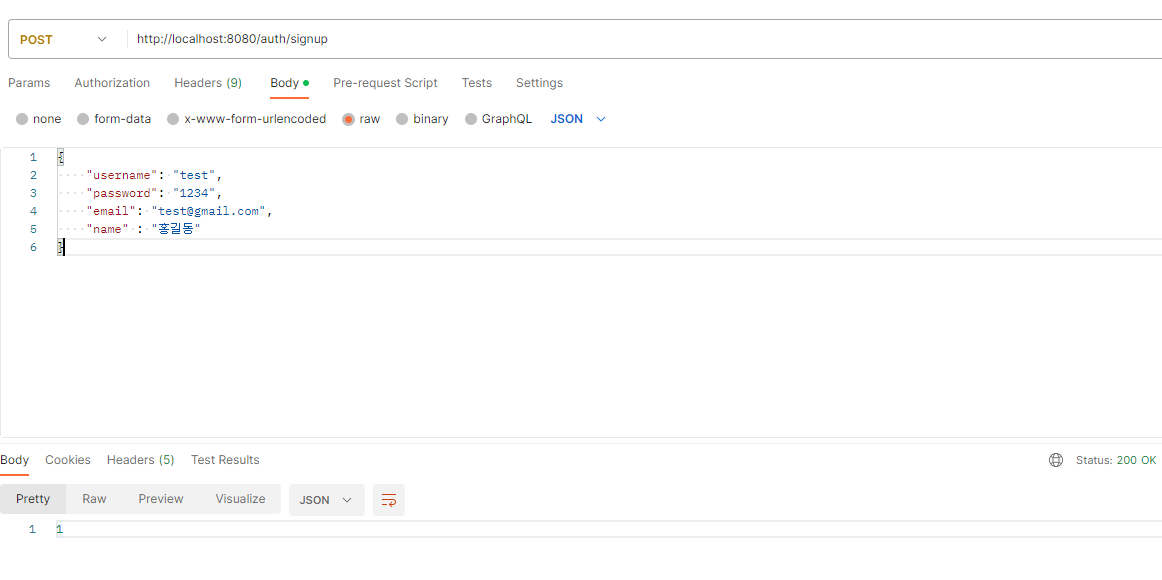 POST http://localhost:8080/auth/signup
Params Authorization Headers (9) Body Pre-request Script Tests Settings
none form-data x-www-form-urlencoded raw binary GraphQL JSON
1 {
2 "username": "test",
3 "password": "1234",
4 "email": "test@gmail.com",
5 "name" : "홍길동"
6 }
Body Cookies Headers (5) Test Results Status: 200 OK
Pretty Raw Preview Visualize JSON
1 1